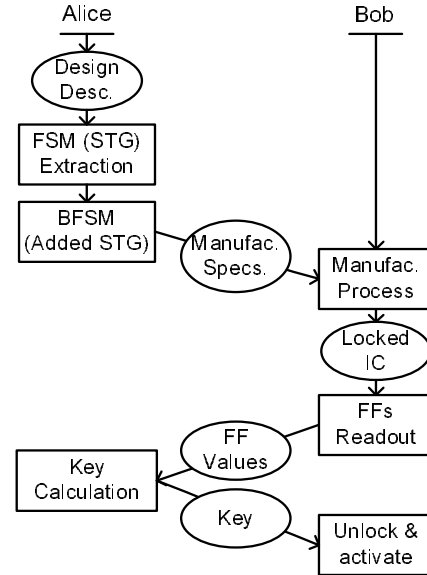 Alice
Bob
Design
Desc.
FSM (STG)
Extraction
BFSM
(Added STG)
Manufac.
Specs.
Manufac.
Process
Locked
IC
FFs
Readout
FF
Values
Key
Calculation
Key
Unlock &
activate